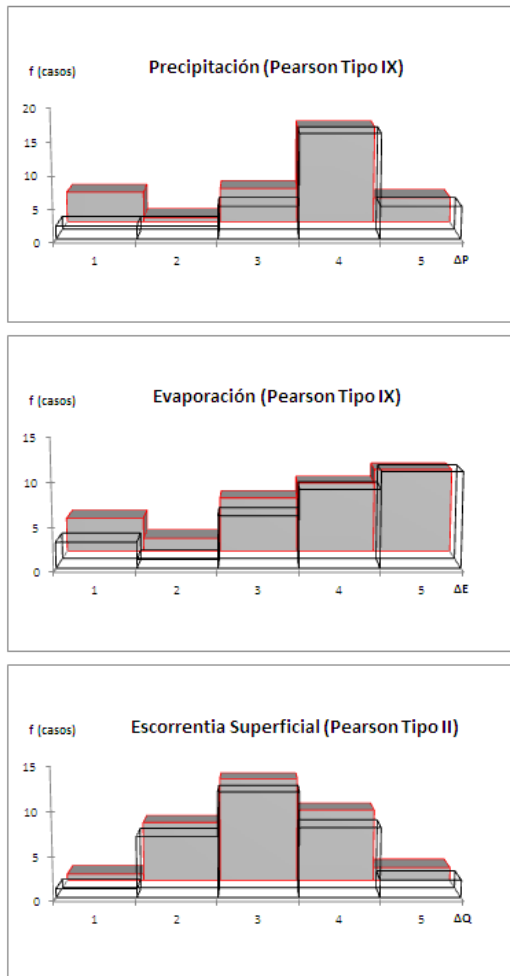 Precipitación (Pearson Tipo IX)
f (casos)
20
15
10
5
0
1 2 3 4 5 ΔP
Evaporación (Pearson Tipo IX)
f (casos)
15
10
5
0
1 2 3 4 5 ΔE
Escorrentia Superficial (Pearson Tipo II)
f (casos)
15
10
5
0
1 2 3 4 5 ΔQ